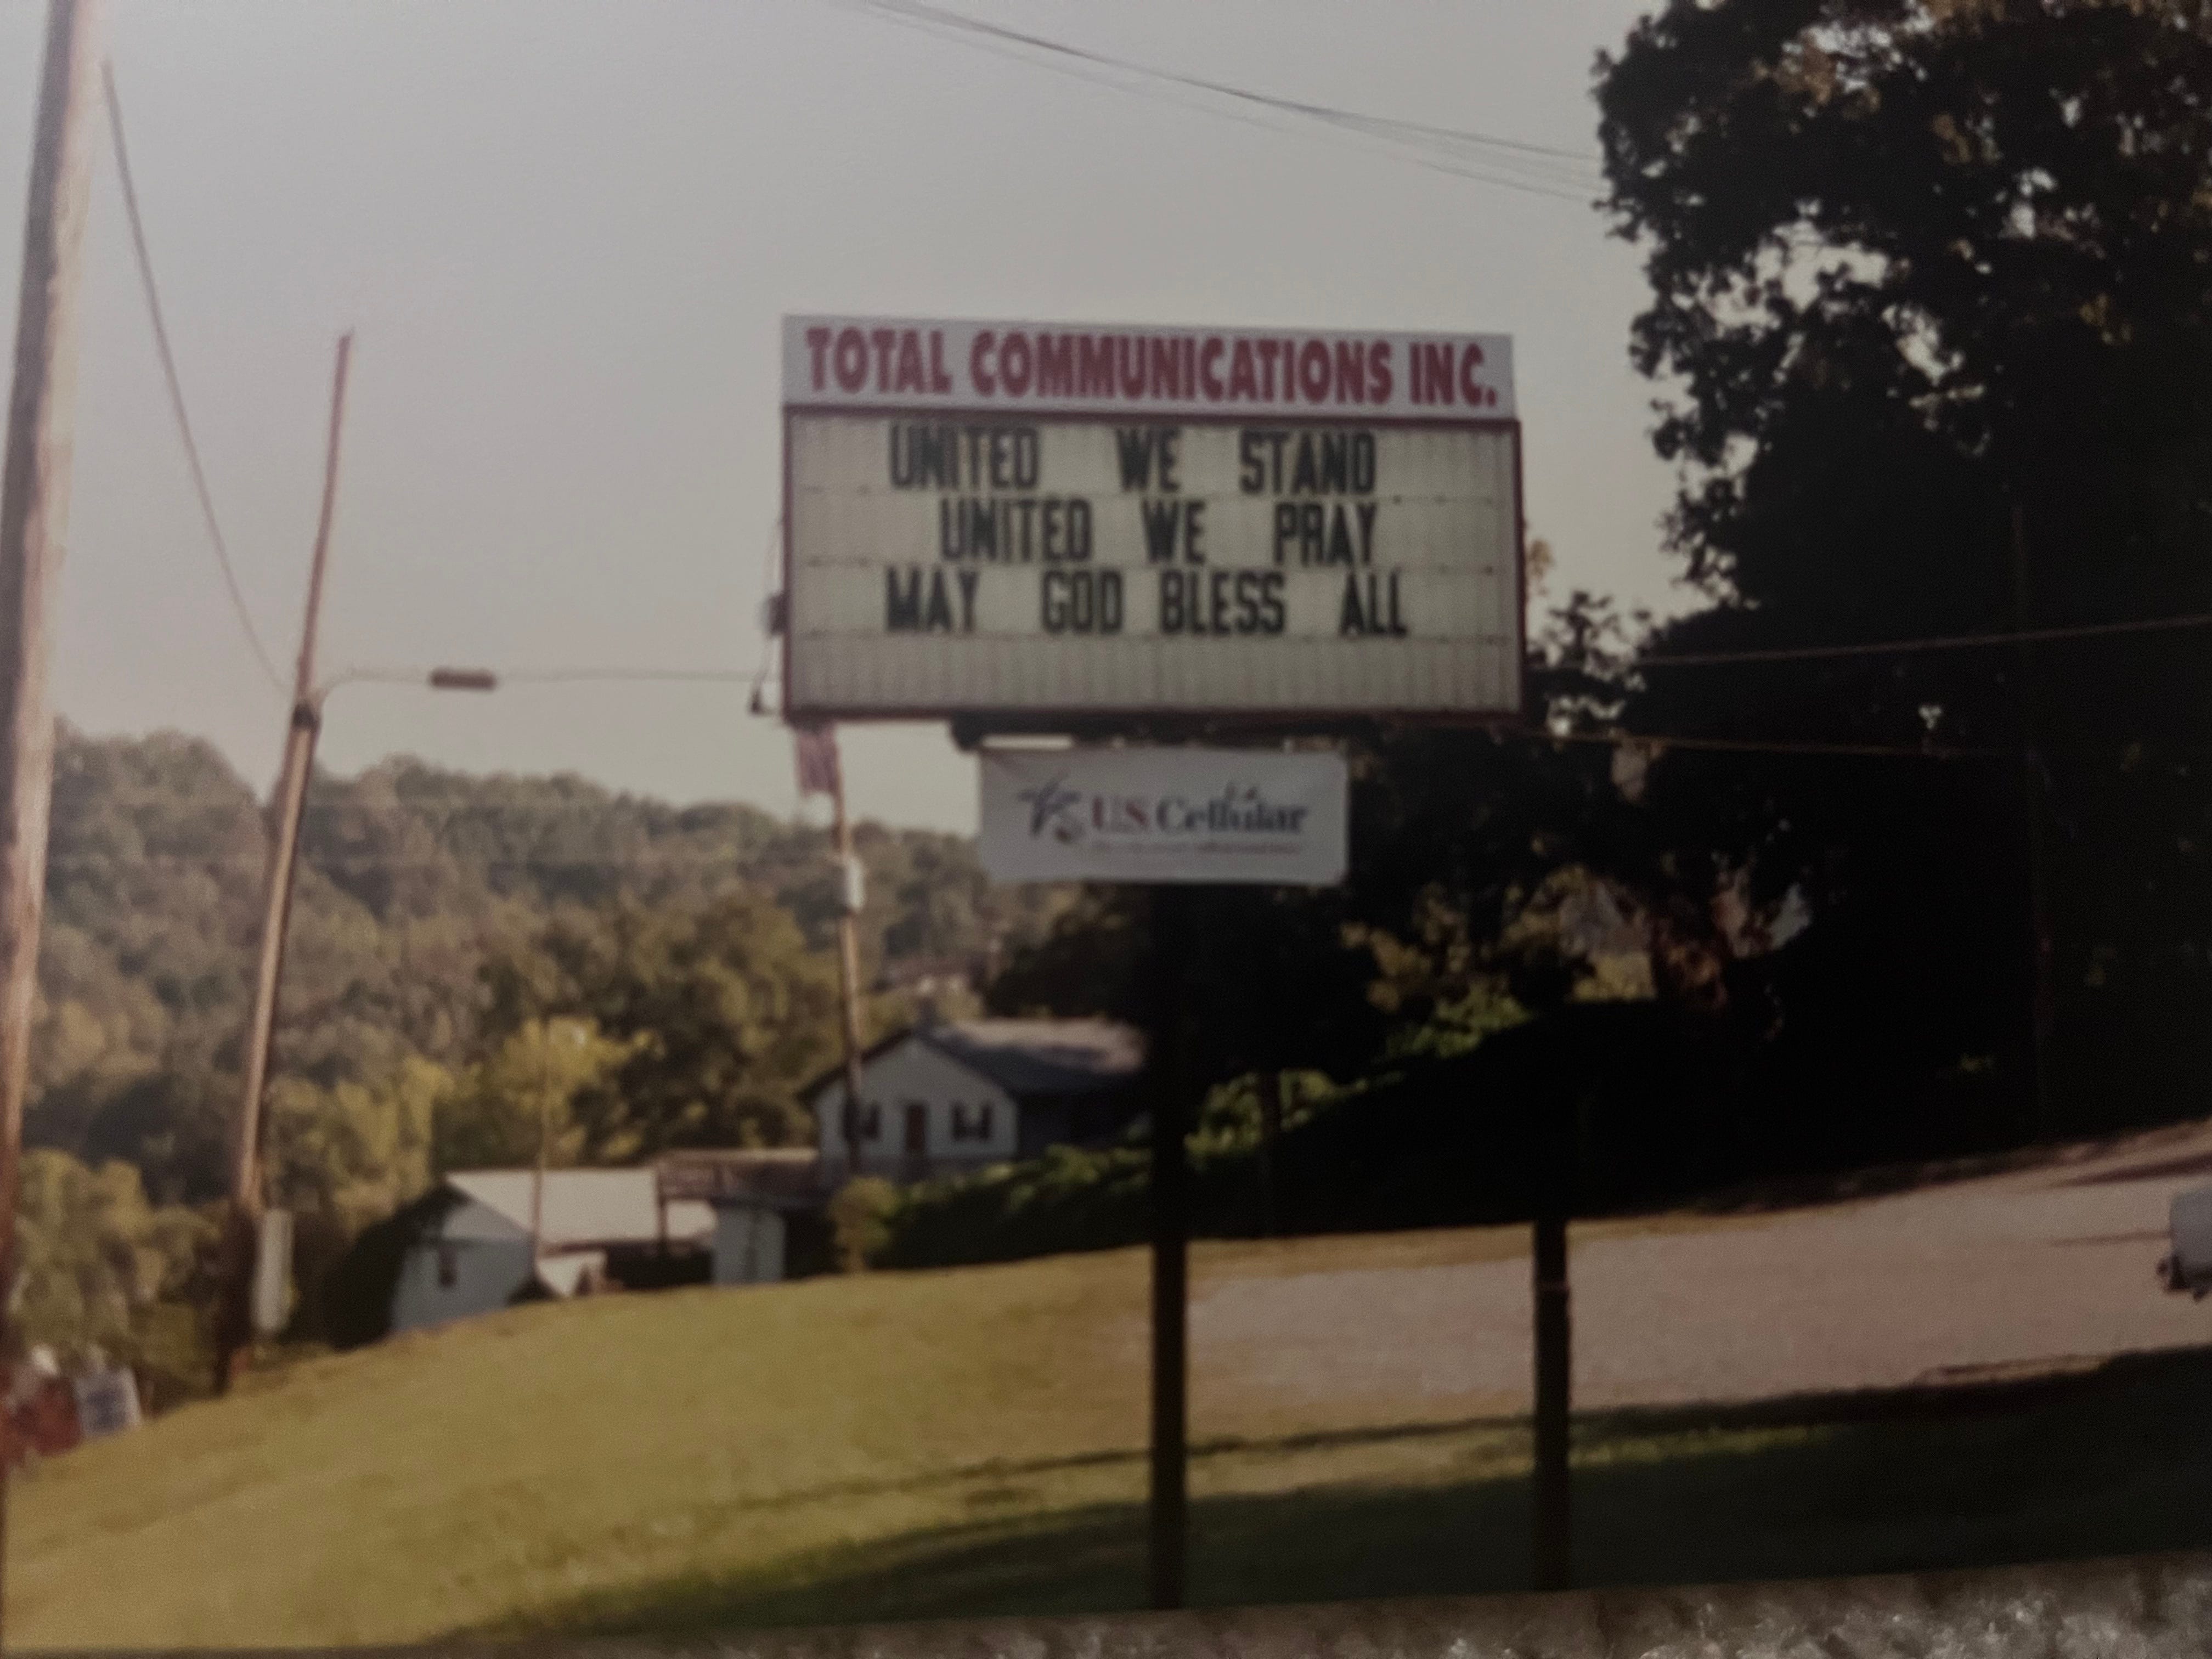 TOTAL COMMUNICATIONS INC.
UNITED WE STAND
UNITED WE PRAY
MAY GOD BLESS ALL
US Cellular